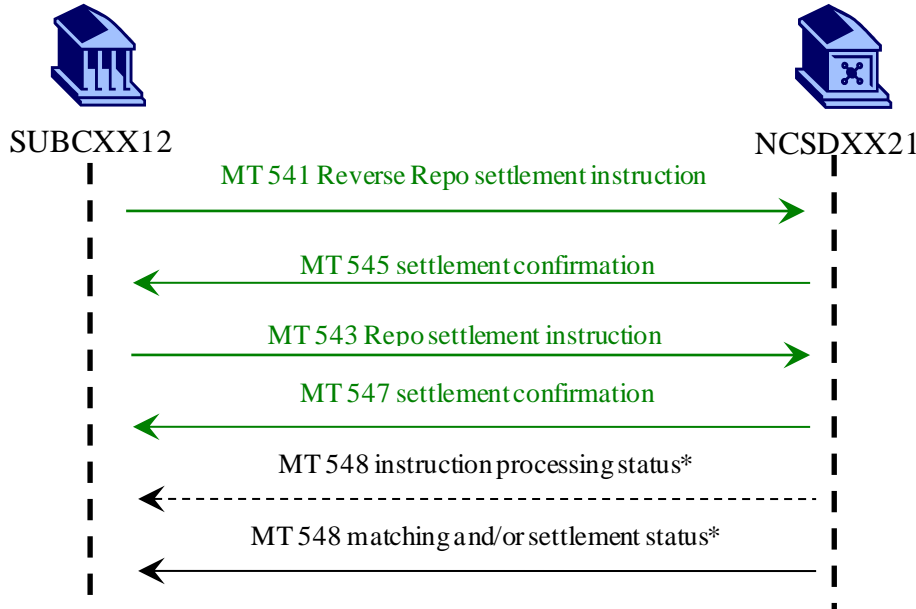 SUBCXX12
NCSDXX21
MT 541 Reverse Repo settlement instruction
MT 545 settlement confirmation
MT 543 Repo settlement instruction
MT 547 settlement confirmation
MT 548 instruction processing status*
MT 548 matching and/or settlement status*